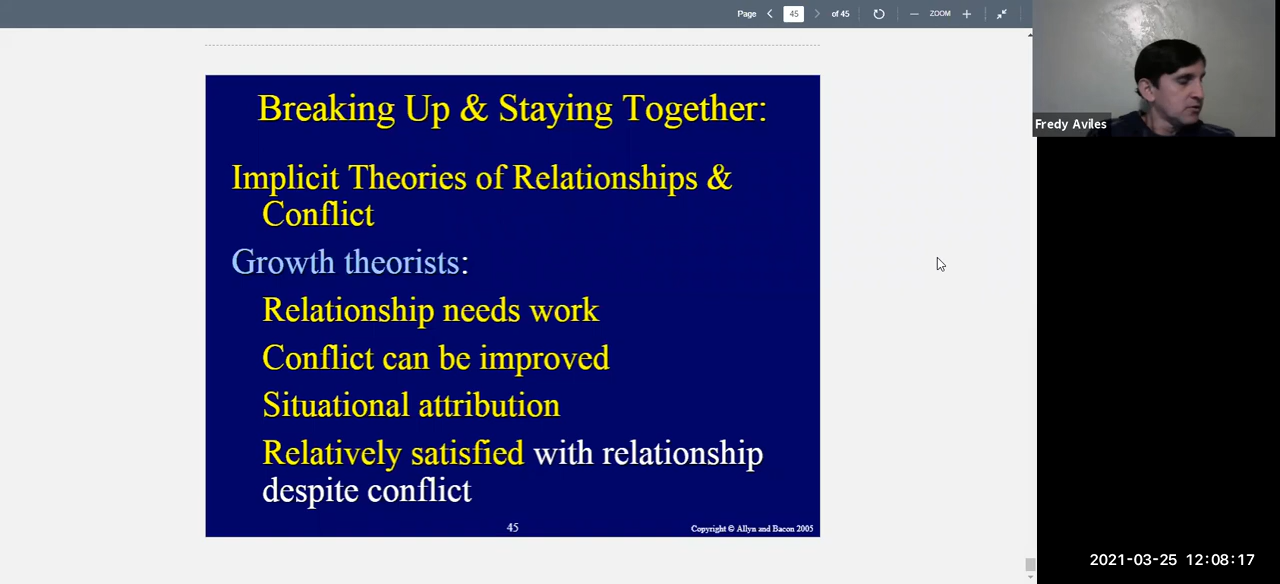 Page 45 of 45 ZOOM
Fredy Aviles
Breaking Up & Staying Together:
Implicit Theories of Relationships &
Conflict
Growth theorists:
Relationship needs work
Conflict can be improved
Situational attribution
Relatively satisfied with relationship
despite conflict
45
Copyright © Allyn and Bacon 2005
2021-03-25 12:08:17